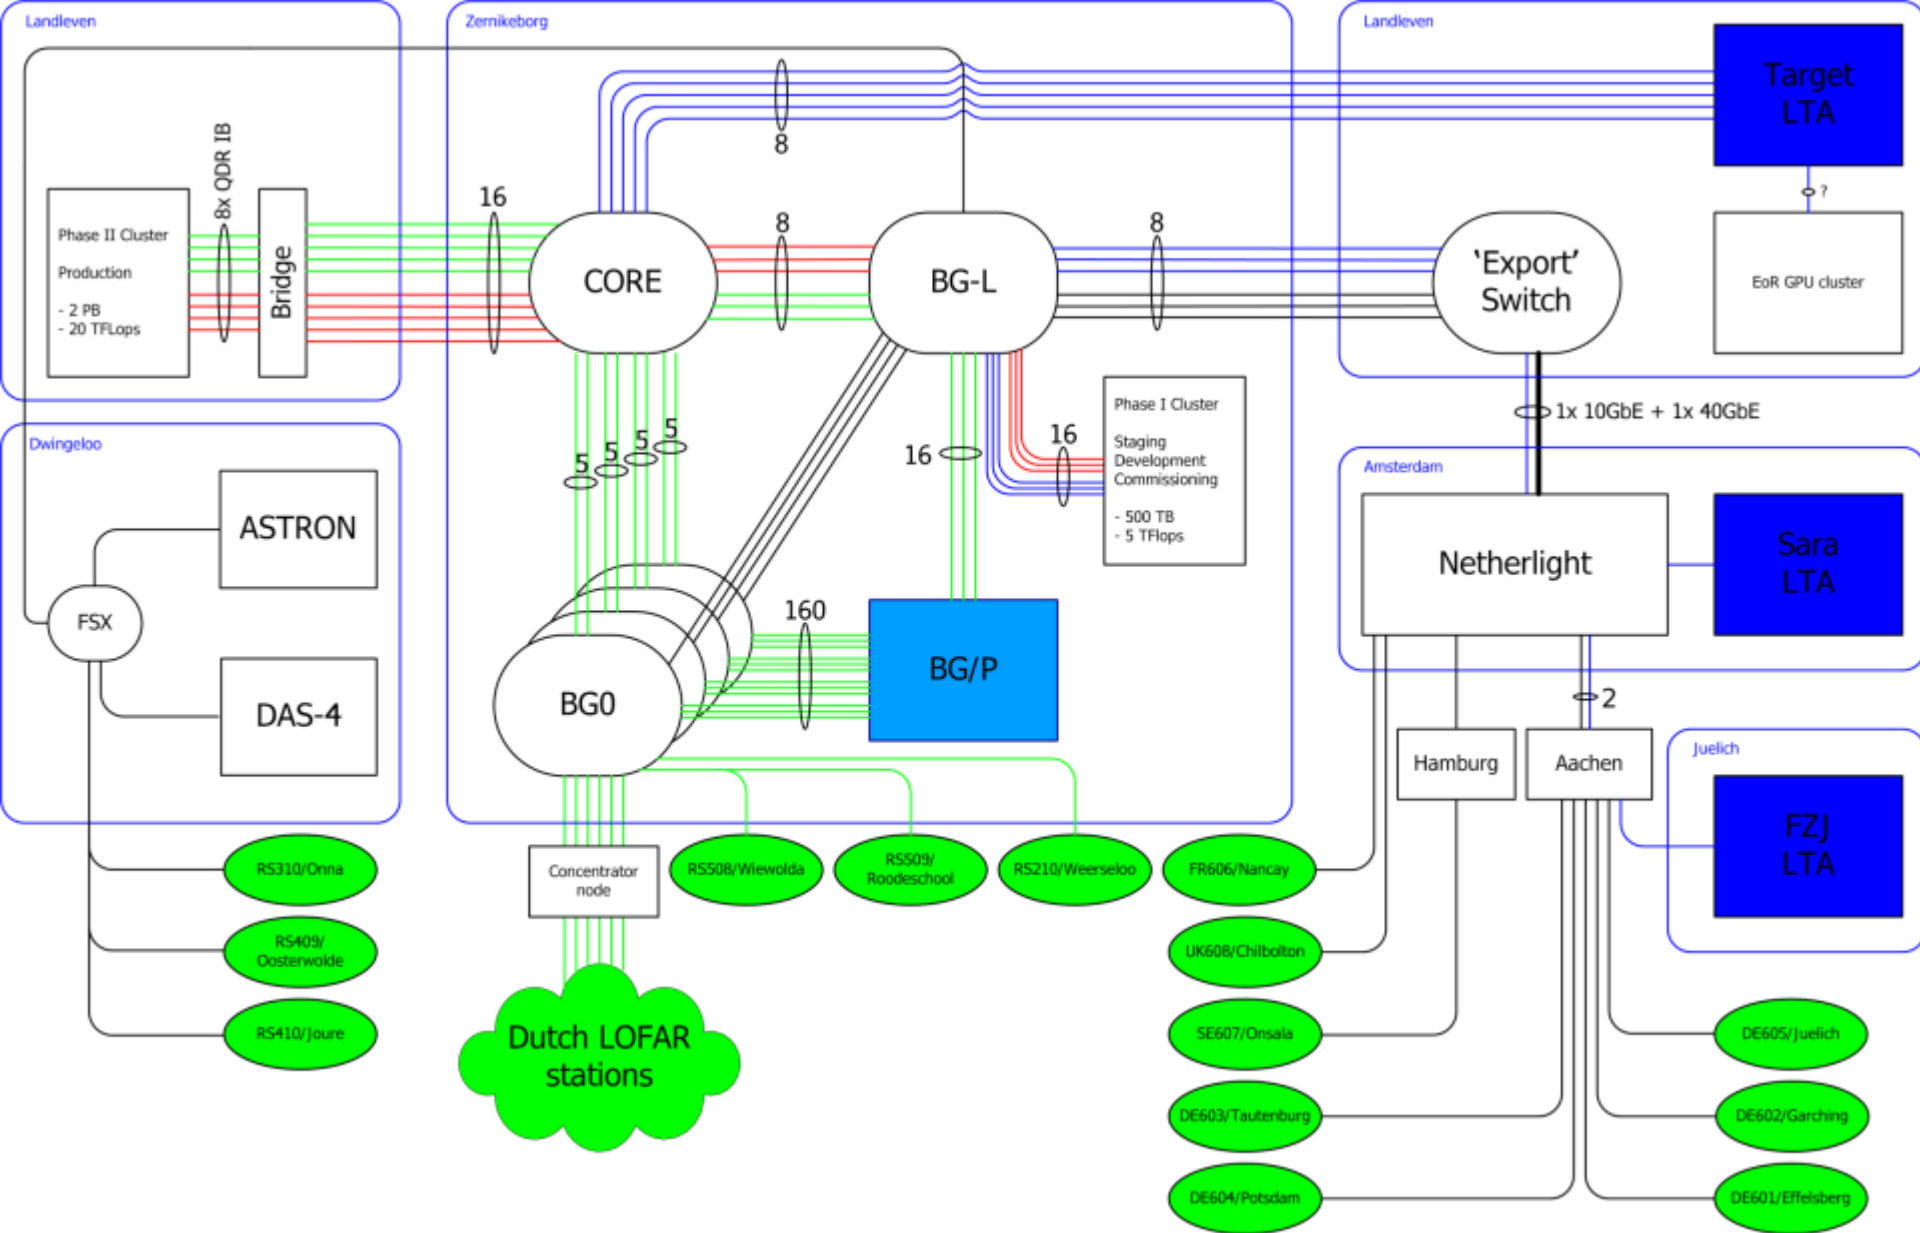 Landleven
Zernikeborg
Landleven
Target
LTA
8
8x QDR IB
16
?
Phase II Cluster
Production
- 2 PB
- 20 TFLops
Bridge
CORE
8
BG-L
8
‘Export’
Switch
EoR GPU cluster
1x 10GbE + 1x 40GbE
Dwingeloo
5
5
5
5
16
16
Phase I Cluster
Staging
Development
Commissioning
- 500 TB
- 5 TFlops
Amsterdam
ASTRON
Netherlight
Sara
LTA
FSX
160
DAS-4
BG0
BG/P
2
Hamburg
Aachen
Juelich
FZJ
LTA
RS310/Onna
Concentrator
node
RS508/Wiewolda
RS509/
Roodeschool
RS210/Weerseloo
FR606/Nancay
RS409/
Oosterwolde
UK608/Chilbolton
RS410/Joure
Dutch LOFAR
stations
SE607/Onsala
DE605/Juelich
DE603/Tautenburg
DE602/Garching
DE604/Potsdam
DE601/Effelsberg